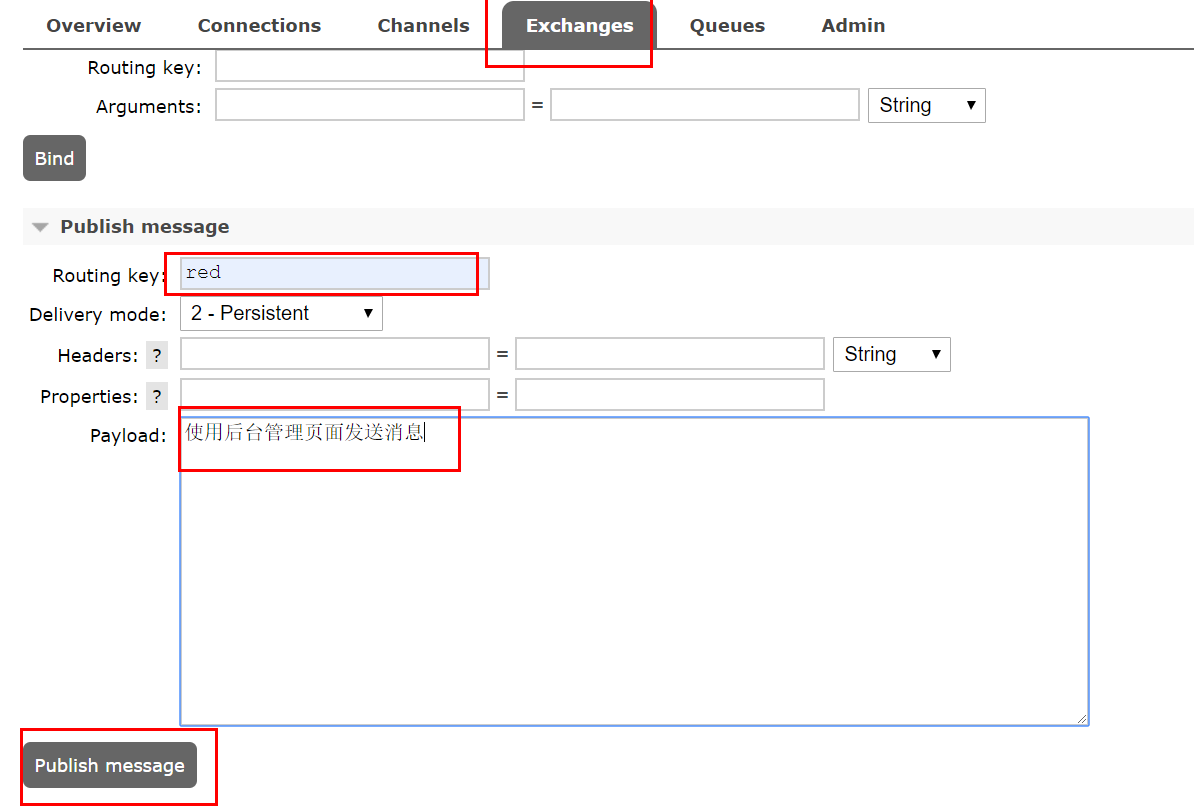 Overview Connections Channels Exchanges Queues Admin
Routing key:
Arguments: = String
Bind
Publish message
Routing key: red
Delivery mode: 2 - Persistent
Headers: ? = String
Properties: ? =
Payload: 使用后台管理页面发送消息
Publish message